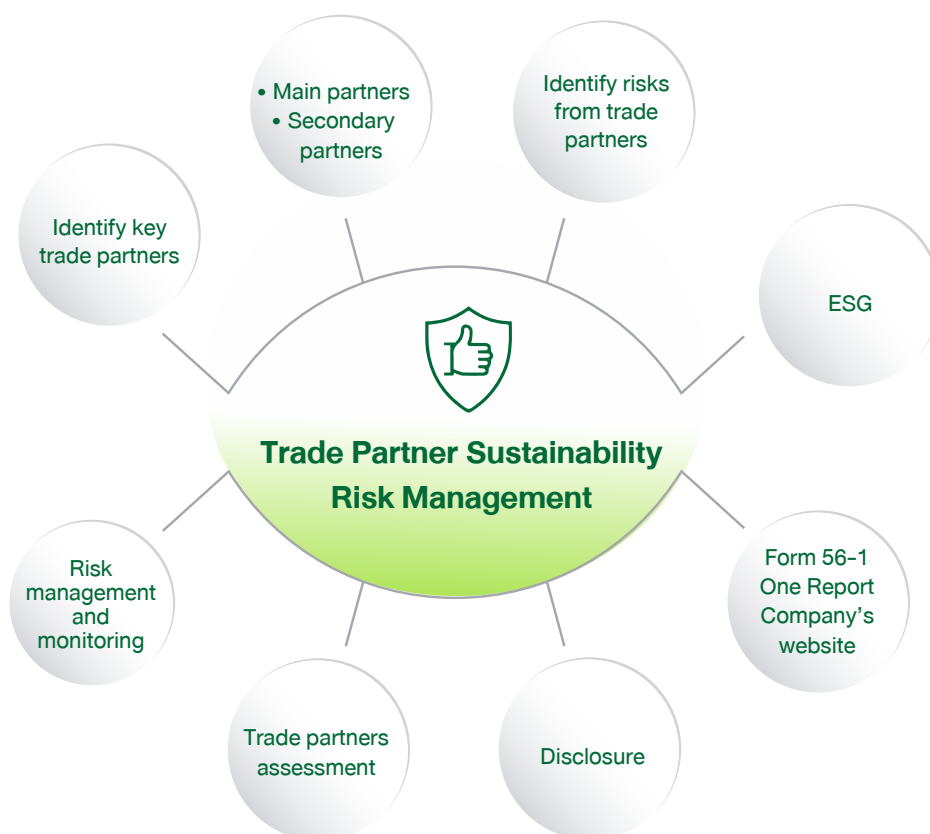 • Main partners
• Secondary
partners
Identify risks
from trade
partners
Identify key
trade partners
ESG
Trade Partner Sustainability
Risk Management
Risk
management
and
monitoring
Form 56-1
One Report
Company's
website
Trade partners
assessment
Disclosure